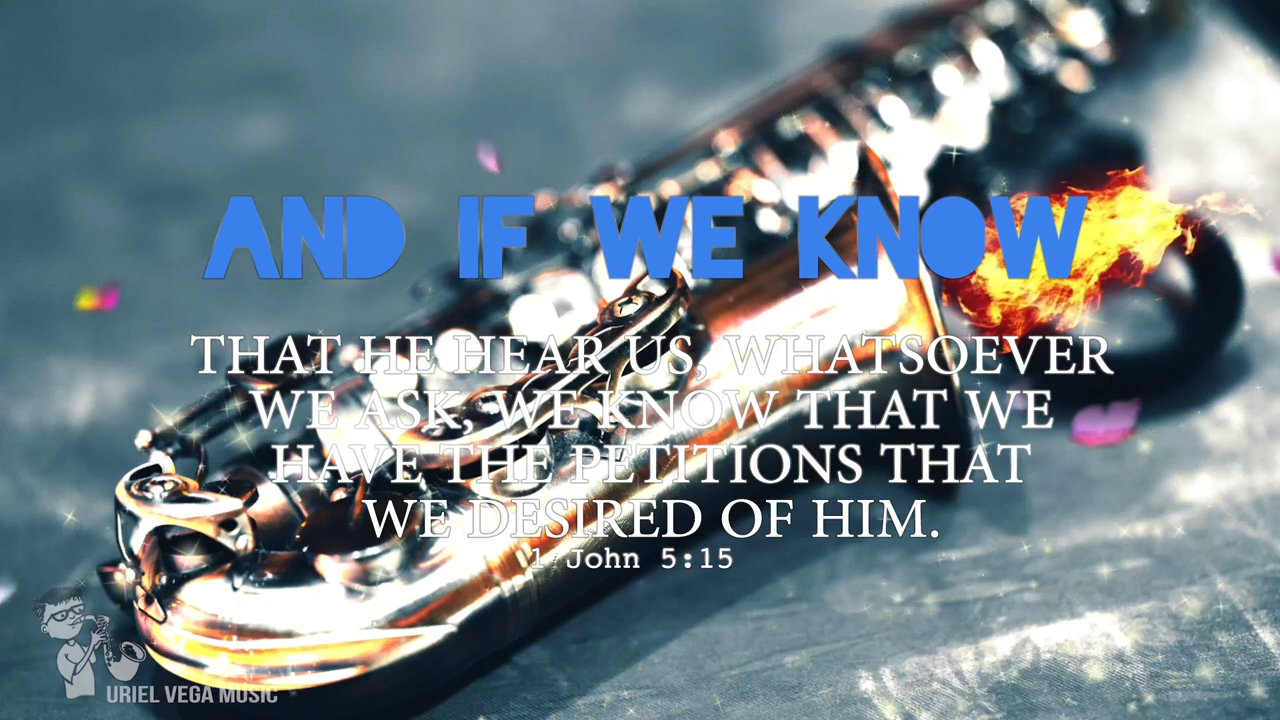 AND IF WE KNOW
THAT HE HEAR US, WHATSOEVER
WE ASK, WE KNOW THAT WE
HAVE THE PETITIONS THAT
WE DESIRED OF HIM.
1 John 5:15
URIEL VEGA MUSIC